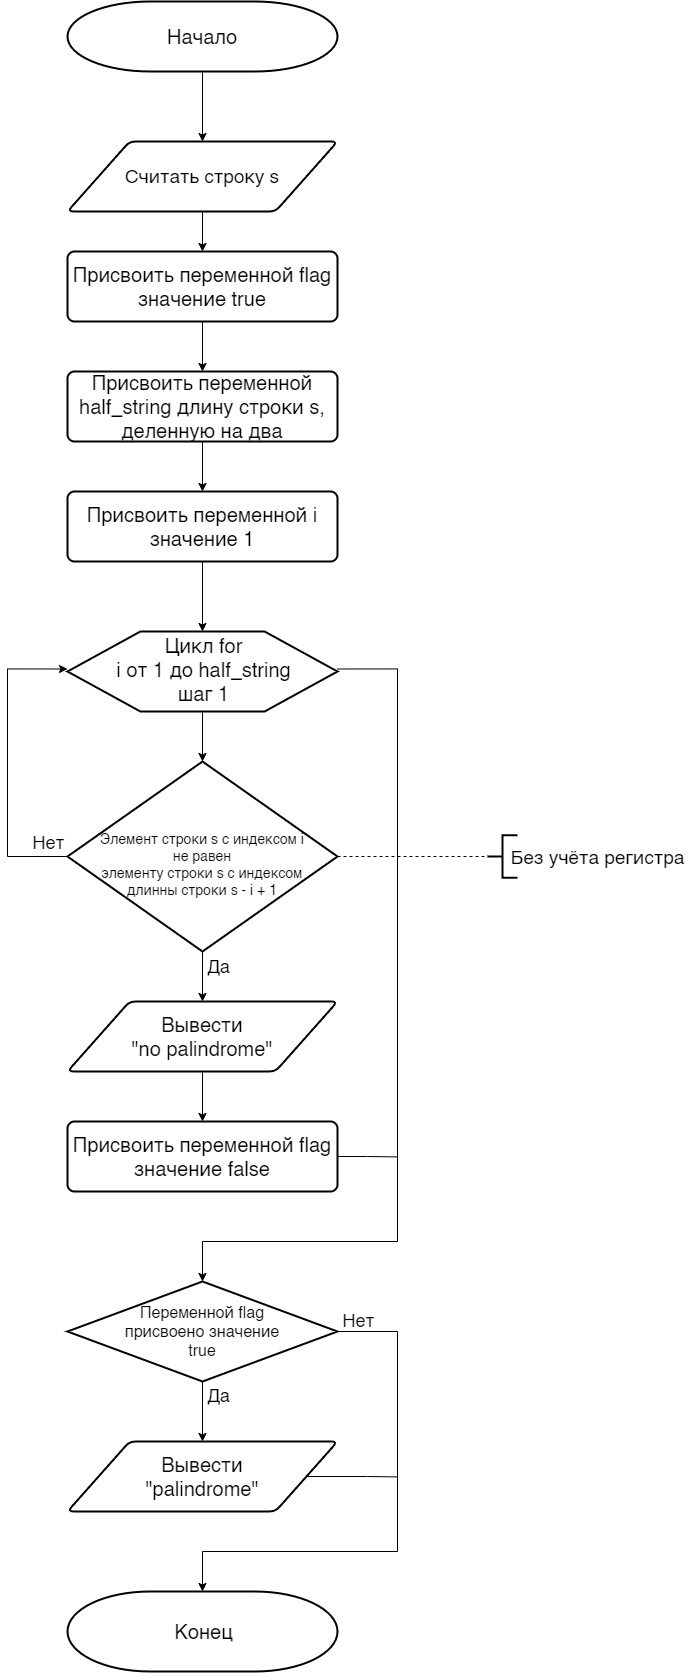 Начало
Считать строку s
Присвоить переменной flag
значение true
Присвоить переменной
half_string длину строки s,
деленную на два
Присвоить переменной i
значение 1
Цикл for
i от 1 до half_string
шаг 1
Элемент строки s с индексом i
не равен
элементу строки s с индексом
длинны строки s - i + 1
Нет
Без учёта регистра
Да
Вывести
"no palindrome"
Присвоить переменной flag
значение false
Переменной flag
присвоено значение
true
Нет
Да
Вывести
"palindrome"
Конец